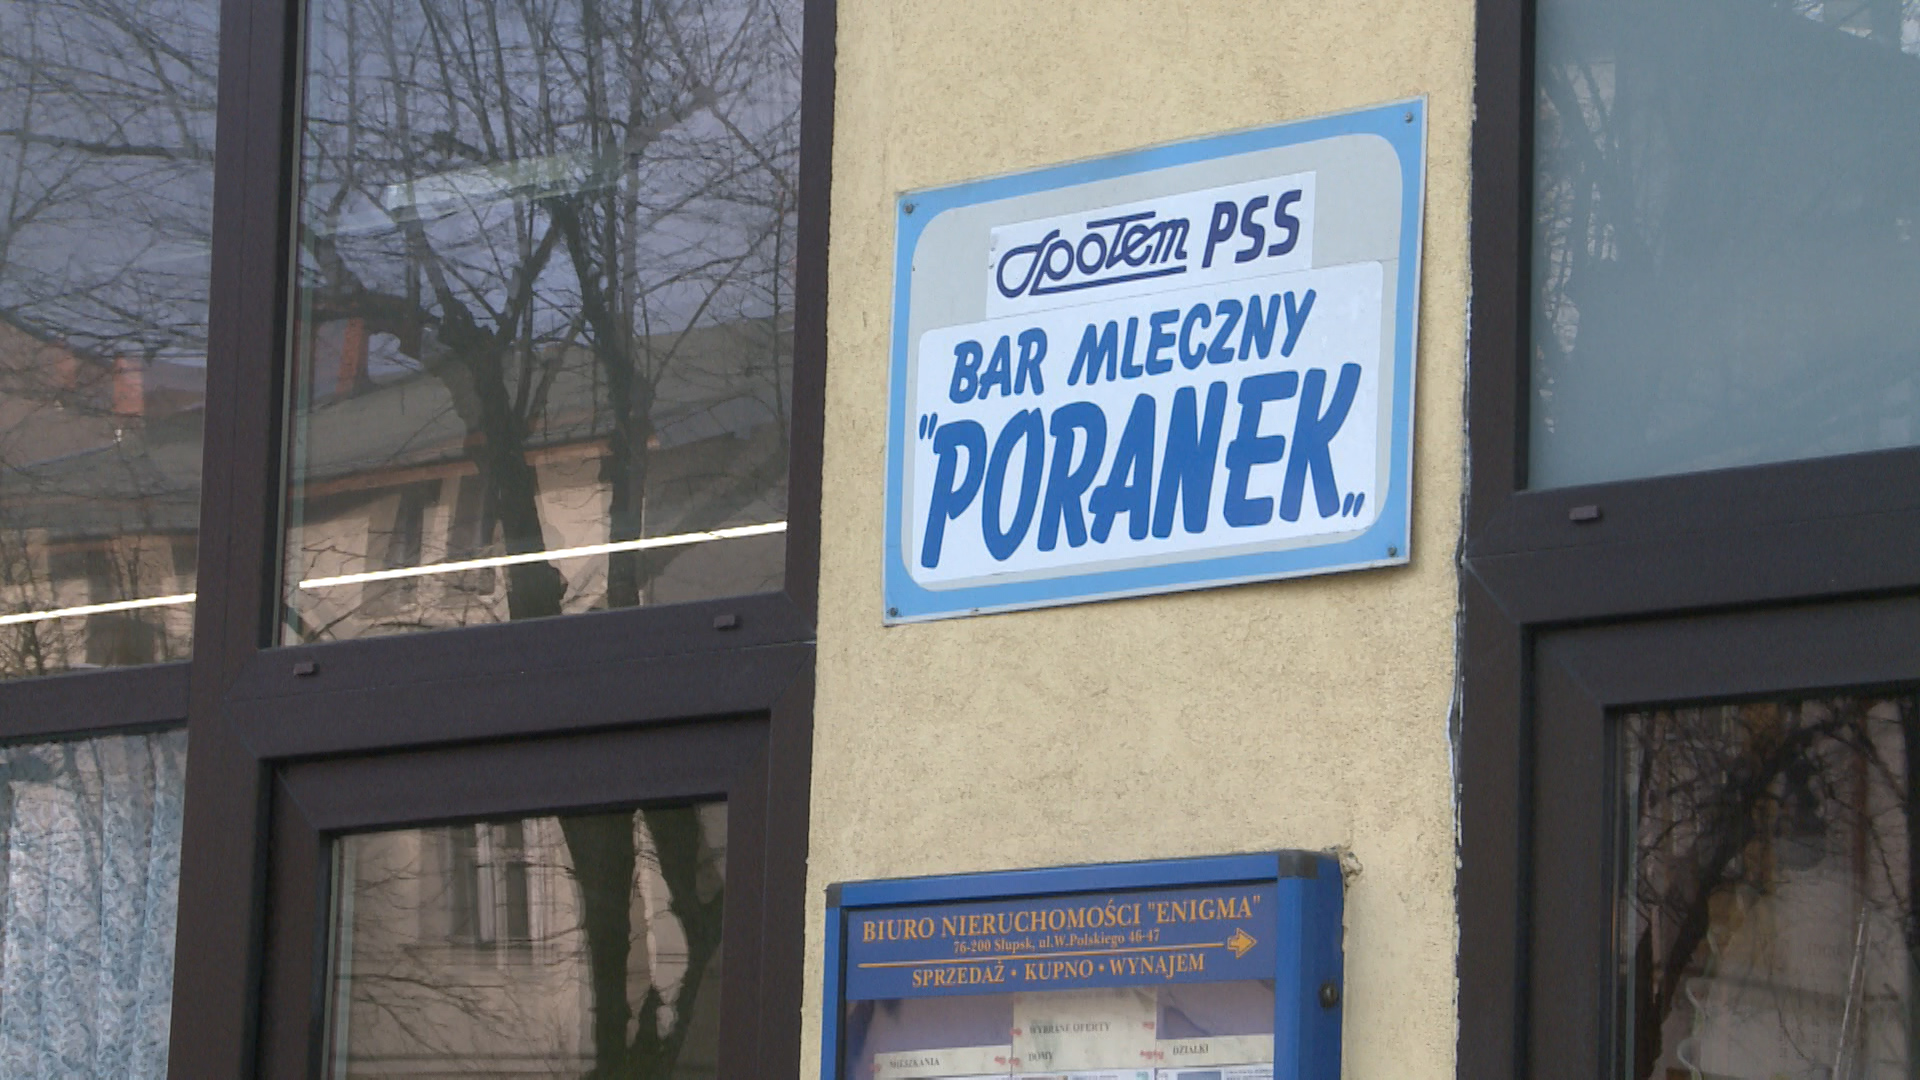 Społem PSS
BAR MLECZNY
"PORANEK„
BIURO NIERUCHOMOŚCI "ENIGMA"
76-200 Słupsk, ul.W.Polskiego 46-47
SPRZEDAŻ • KUPNO • WYNAJEM
WYBRANE OFERTY
MIESZKANIA
DOMY
DZIAŁKI